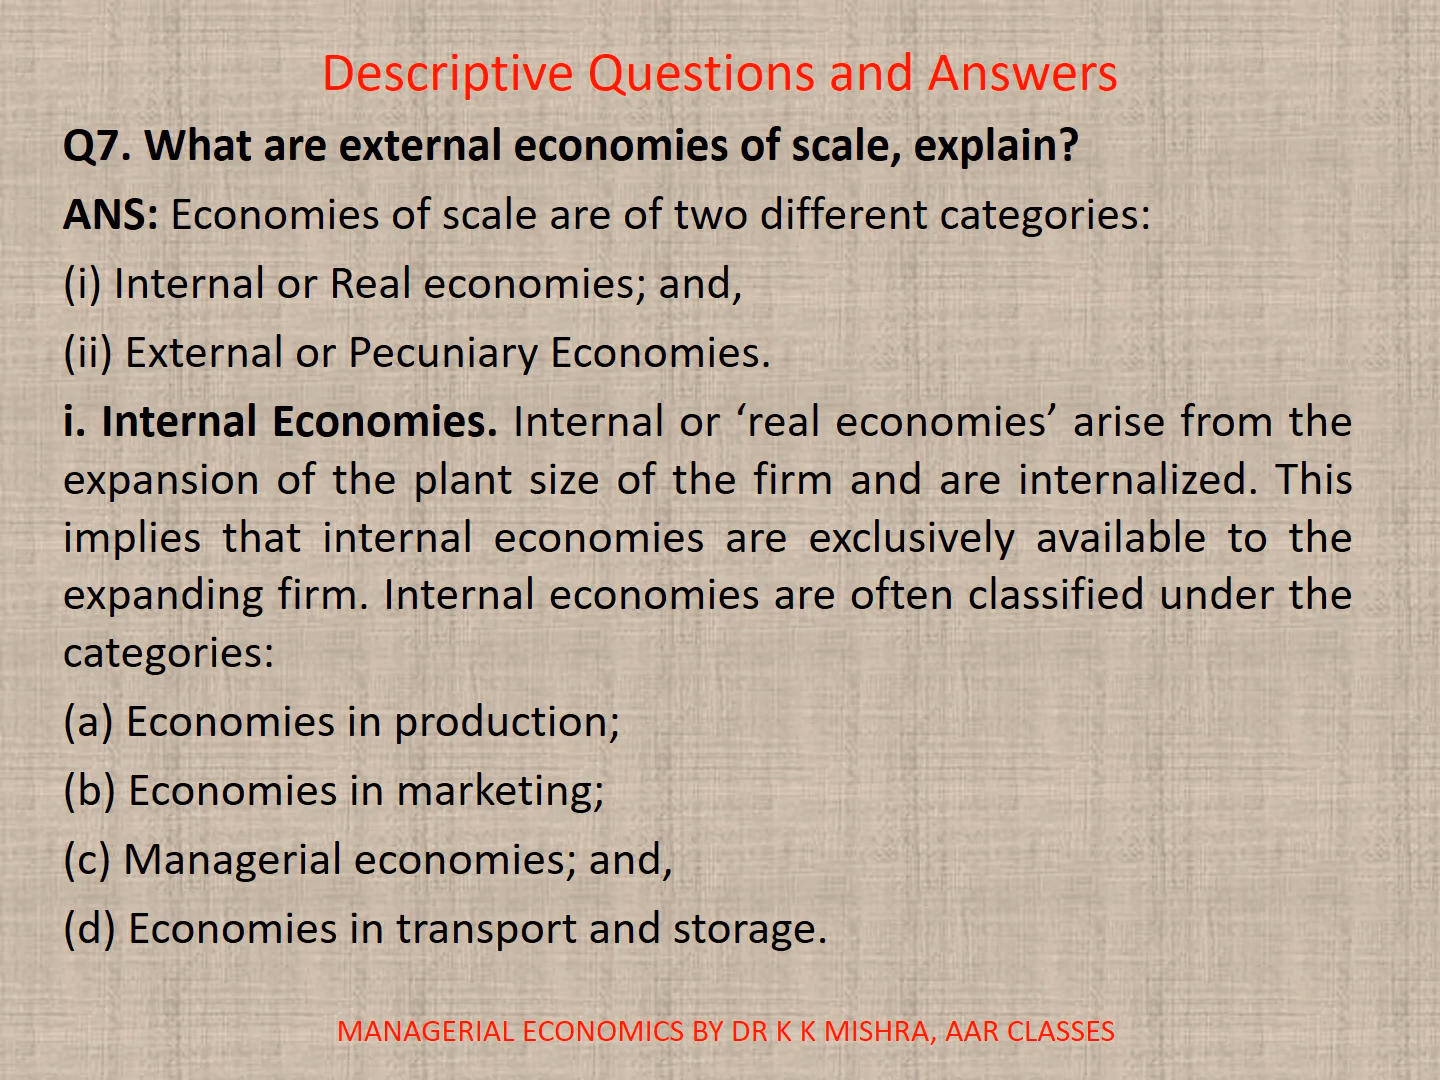 Descriptive Questions and Answers
Q7. What are external economies of scale, explain?
ANS: Economies of scale are of two different categories:
(i) Internal or Real economies; and,
(ii) External or Pecuniary Economies.
i. Internal Economies. Internal or ‘real economies’ arise from the
expansion of the plant size of the firm and are internalized. This
implies that internal economies are exclusively available to the
expanding firm. Internal economies are often classified under the
categories:
(a) Economies in production;
(b) Economies in marketing;
(c) Managerial economies; and,
(d) Economies in transport and storage.
MANAGERIAL ECONOMICS BY DR K K MISHRA, AAR CLASSES